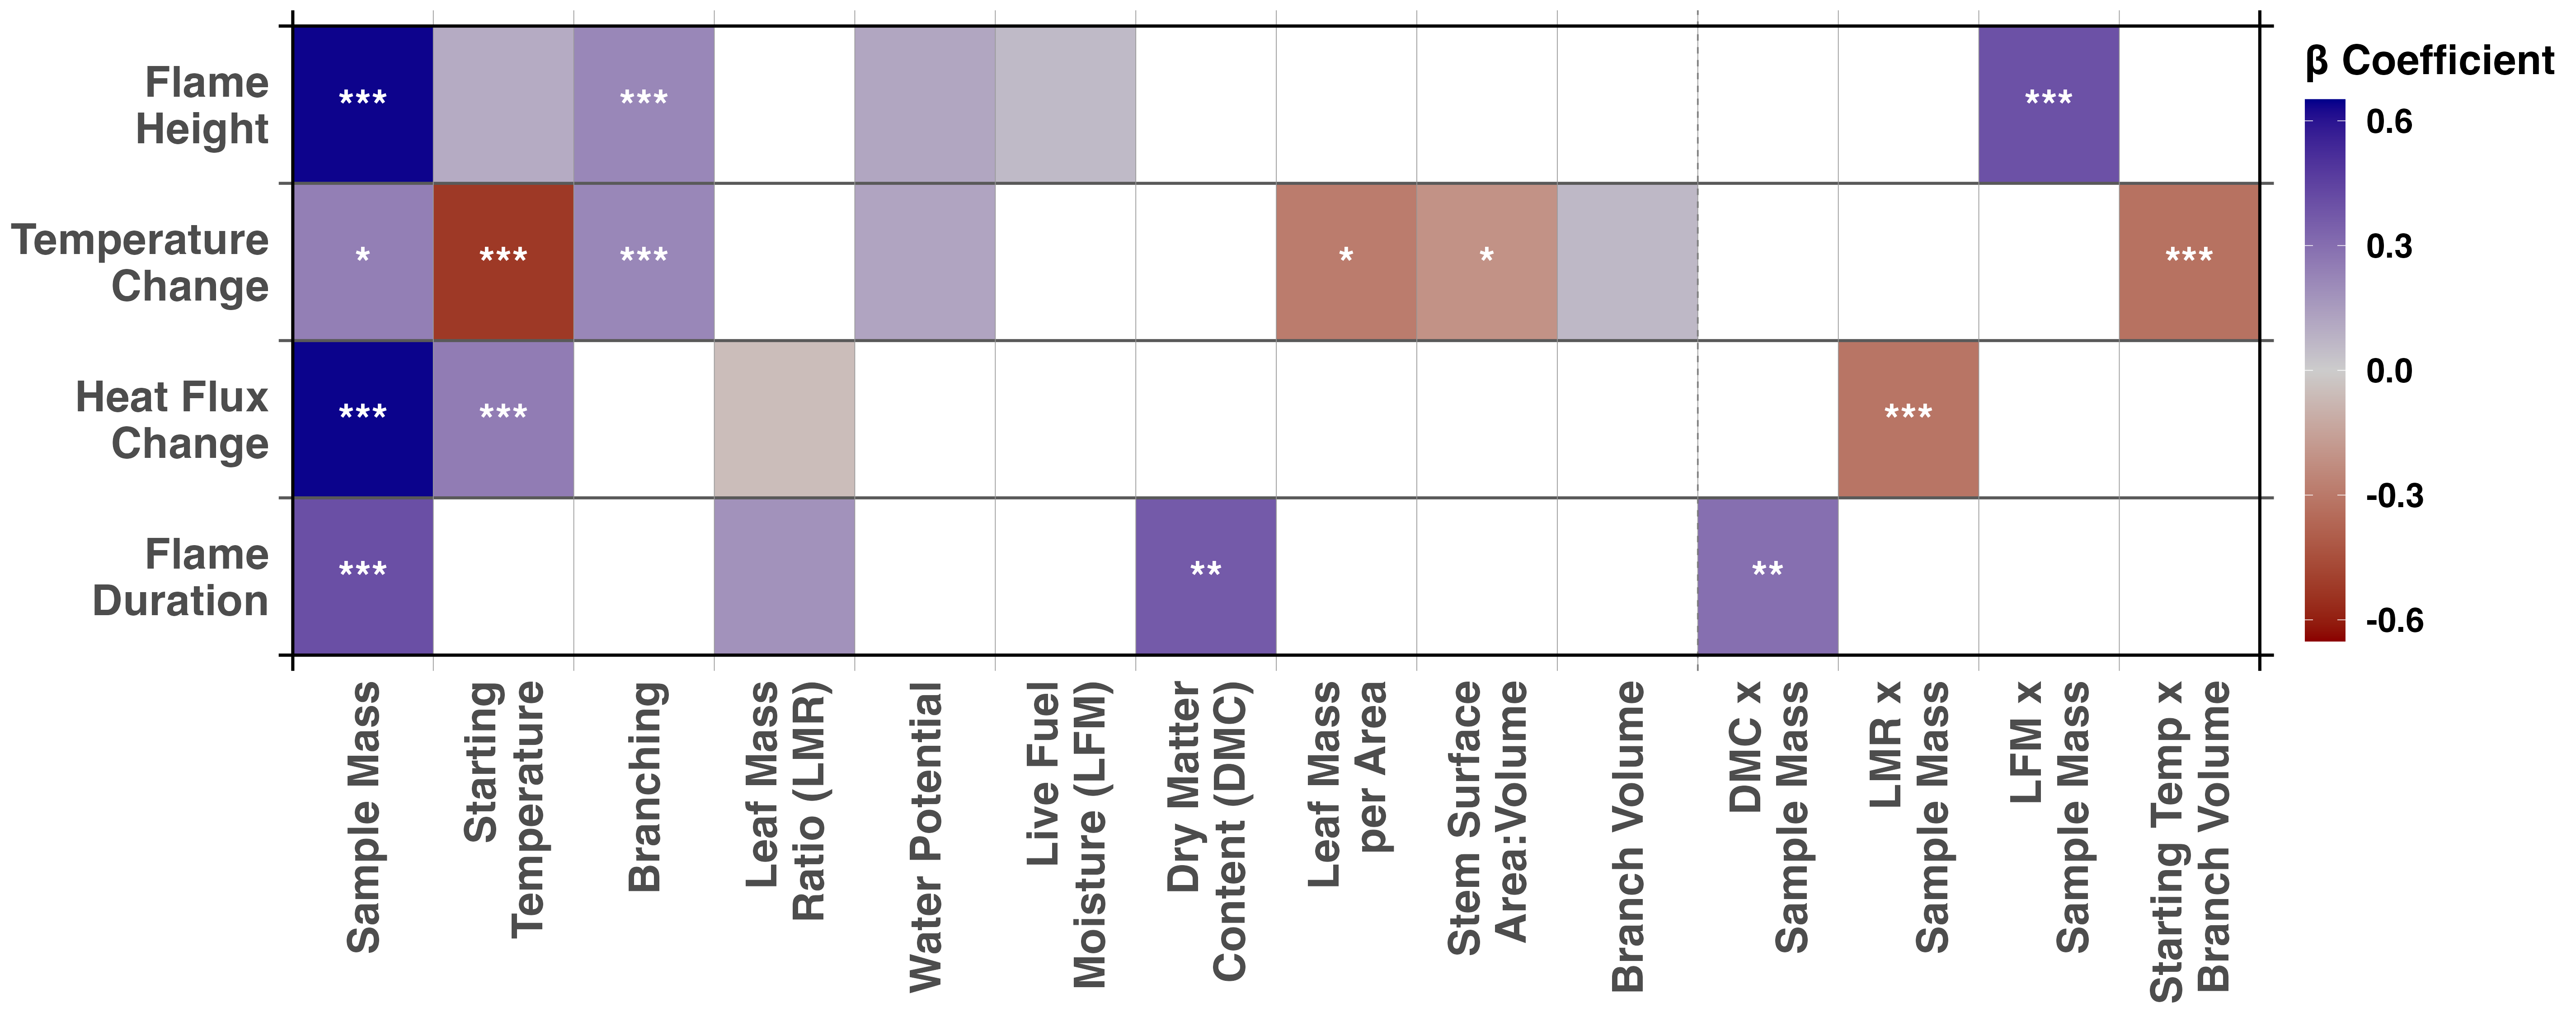 Flame
Height
*** *** ***
Temperature
Change
* *** *** * * ***
Heat Flux
Change
*** *** ***
Flame
Duration
*** ** **
Sample Mass
Starting
Temperature
Branching
Leaf Mass
Ratio (LMR)
Water Potential
Live Fuel
Moisture (LFM)
Dry Matter
Content (DMC)
Leaf Mass
per Area
Stem Surface
Area:Volume
Branch Volume
DMC x
Sample Mass
LMR x
Sample Mass
LFM x
Sample Mass
Starting Temp x
Branch Volume
β Coefficient
0.6
0.3
0.0
-0.3
-0.6